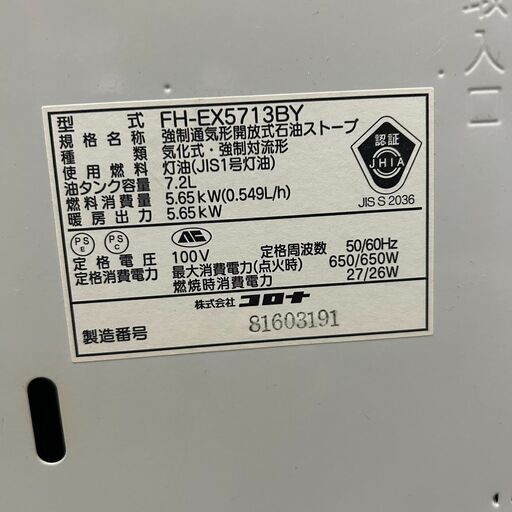 取入口
型式 FH-EX5713BY
規格名称 強制通気形開放式石油ストーブ
種類 気化式・強制対流形
使用燃料 灯油(JIS1号灯油)
油タンク容量 7.2L
燃料消費量 5.65kW(0.549L/h)
暖房出力 5.65kW
認証
JHIA
JIS S 2036
PS E
PS C
定格電圧 100V 定格周波数 50/60Hz
定格消費電力 最大消費電力(点火時) 650/650W
燃焼時消費電力 27/26W
株式会社 コロナ
製造番号 81603191